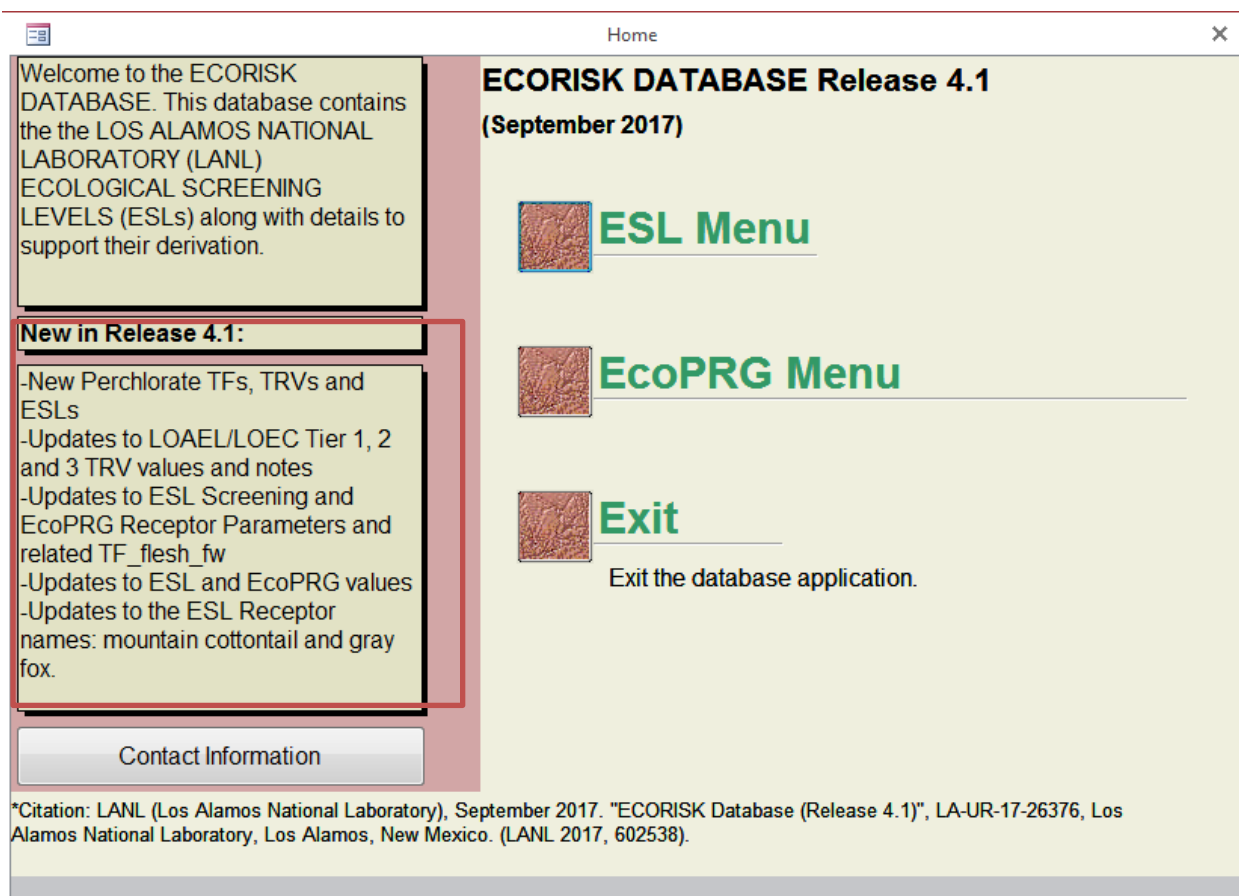 Home
Welcome to the ECORISK
DATABASE. This database contains
the the LOS ALAMOS NATIONAL
LABORATORY (LANL)
ECOLOGICAL SCREENING
LEVELS (ESLs) along with details to
support their derivation.
New in Release 4.1:
-New Perchlorate TFs, TRVs and
ESLs
-Updates to LOAEL/LOEC Tier 1, 2
and 3 TRV values and notes
-Updates to ESL Screening and
EcoPRG Receptor Parameters and
related TF_flesh_fw
-Updates to ESL and EcoPRG values
-Updates to the ESL Receptor
names: mountain cottontail and gray
fox.
Contact Information
ECORISK DATABASE Release 4.1
(September 2017)
ESL Menu
EcoPRG Menu
Exit
Exit the database application.
*Citation: LANL (Los Alamos National Laboratory), September 2017. "ECORISK Database (Release 4.1)", LA-UR-17-26376, Los
Alamos National Laboratory, Los Alamos, New Mexico. (LANL 2017, 602538).